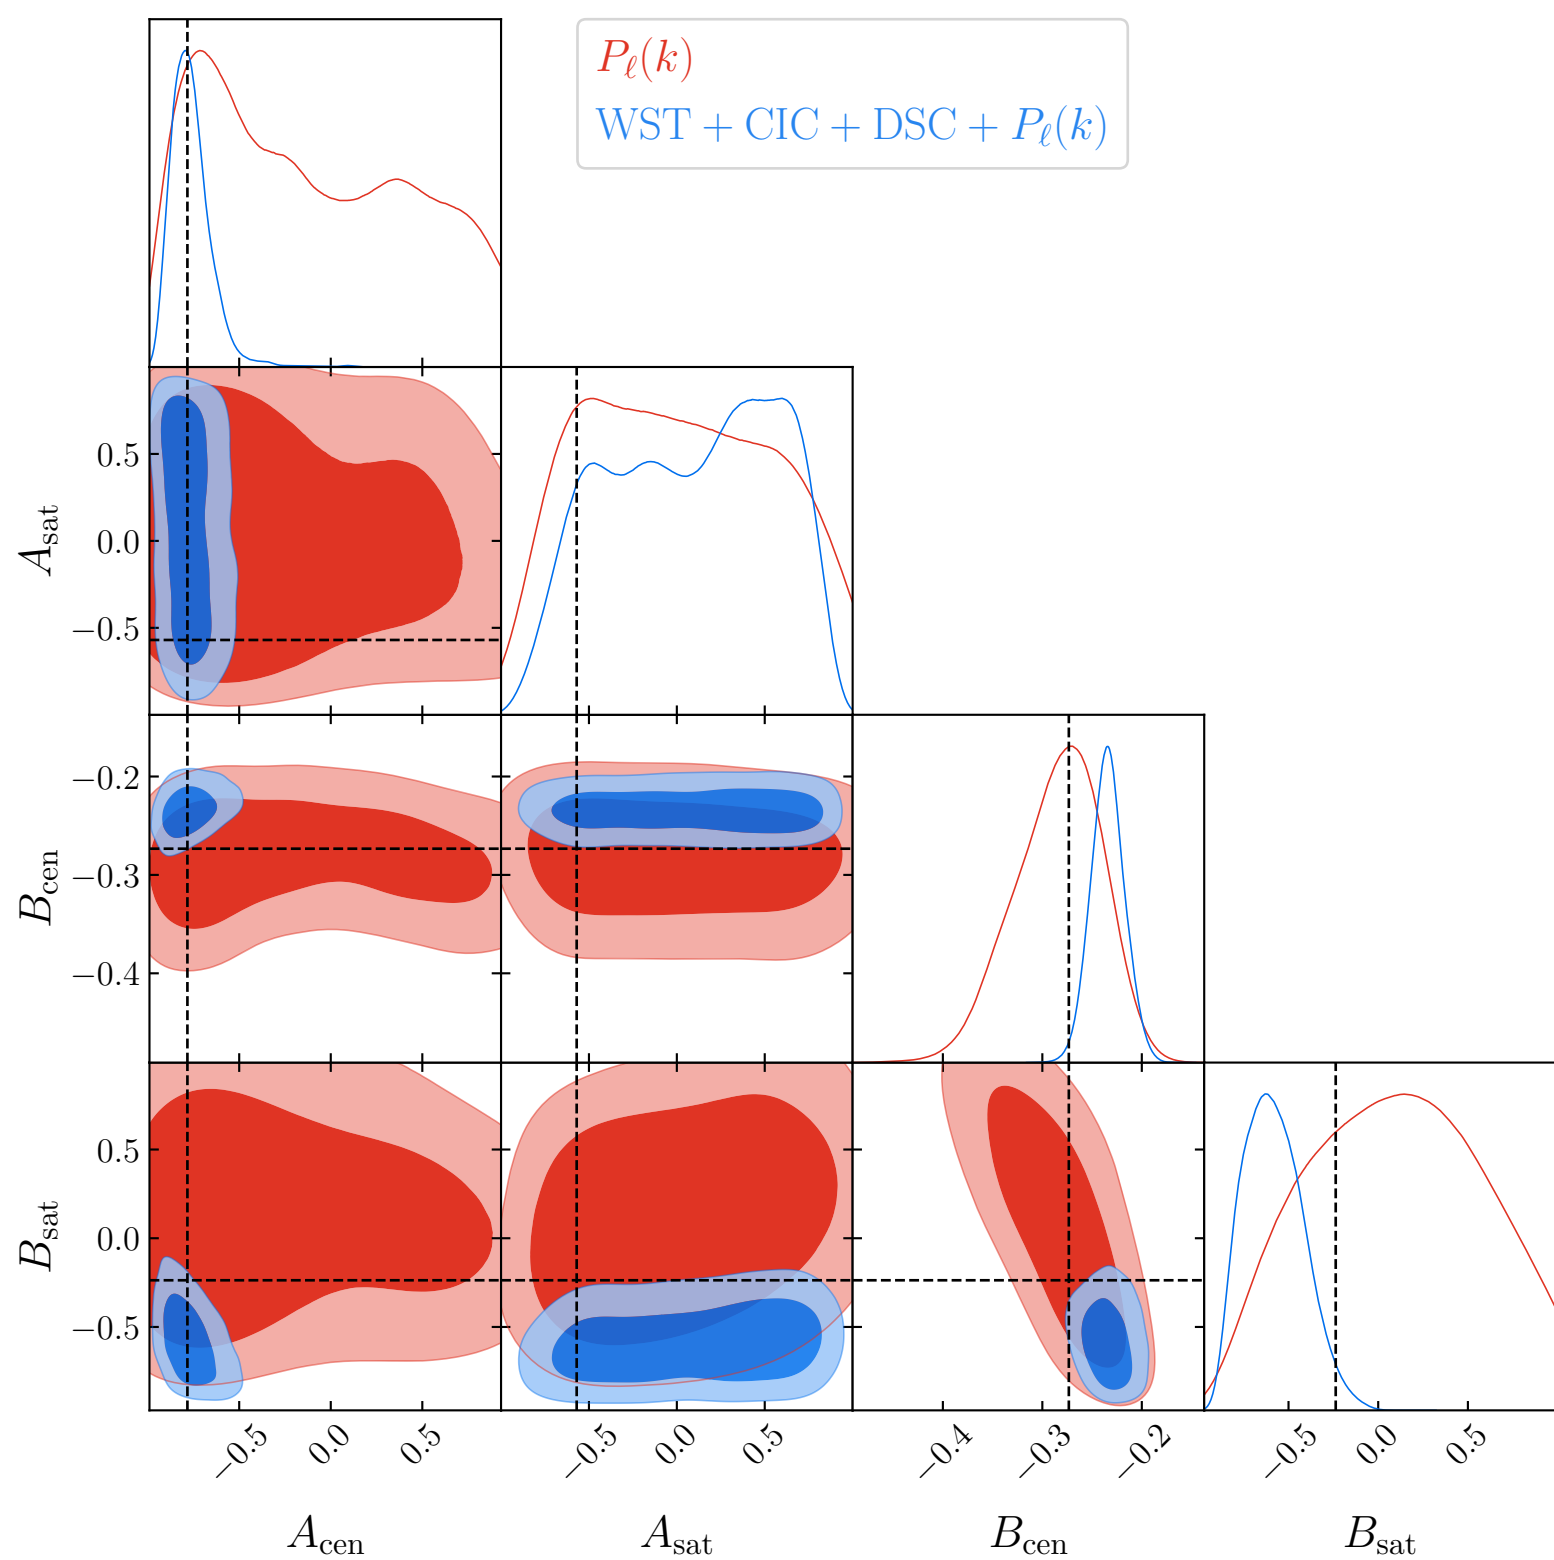 Pℓ(k)
WST + CIC + DSC + Pℓ(k)
Asat
0.5
0.0
−0.5
Bcen
−0.2
−0.3
−0.4
Bsat
0.5
0.0
−0.5
−0.5 0.0 0.5 −0.5 0.0 0.5 −0.4 −0.3 −0.2 −0.5 0.0 0.5
Acen Asat Bcen Bsat